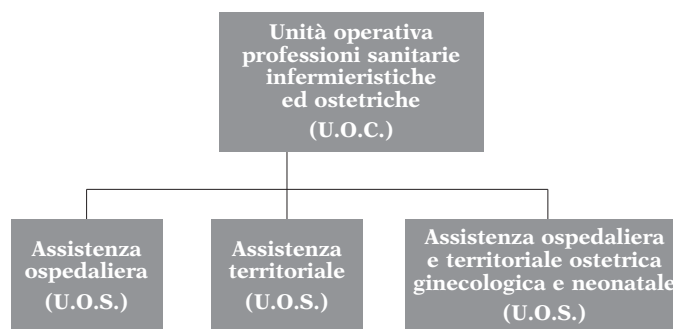 Unità operativa
professioni sanitarie
infermieristiche
ed ostetriche
(U.O.C.)
Assistenza
ospedaliera
(U.O.S.)
Assistenza
territoriale
(U.O.S.)
Assistenza ospedaliera
e territoriale ostetrica
ginecologica e neonatale
(U.O.S.)